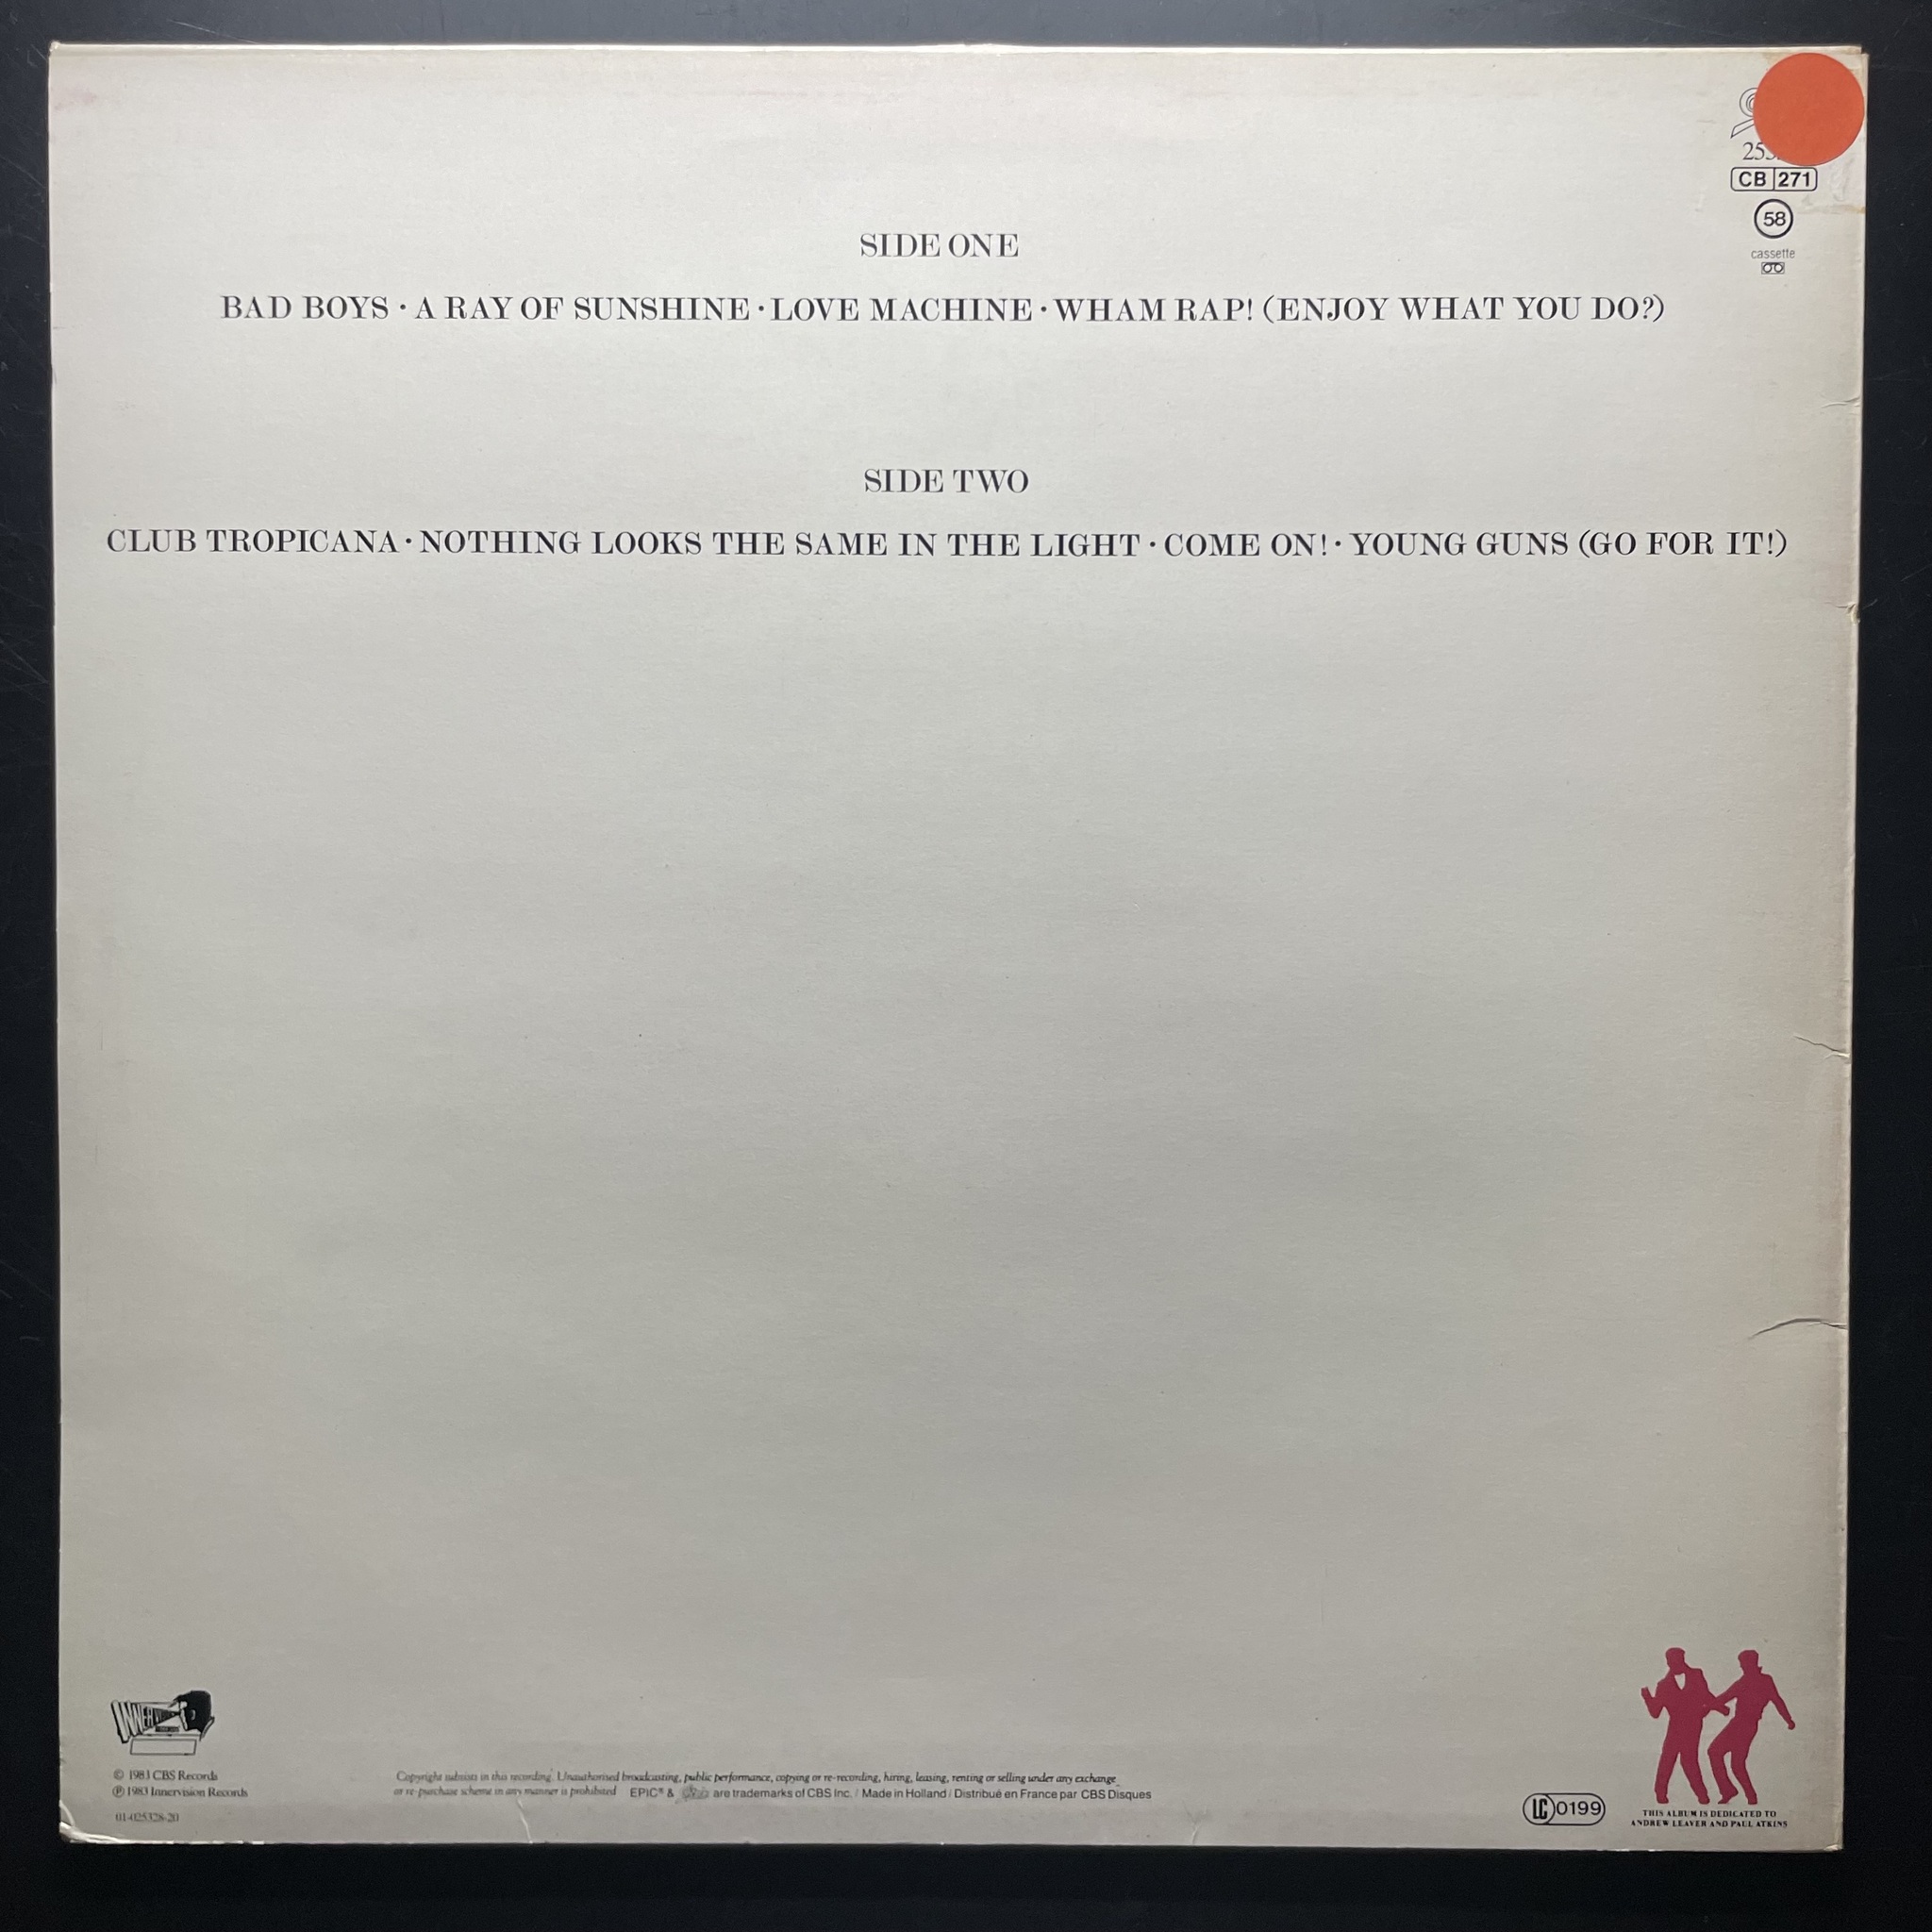 CB 271
58
cassette
SIDE ONE
BAD BOYS · A RAY OF SUNSHINE · LOVE MACHINE · WHAM RAP! (ENJOY WHAT YOU DO?)
SIDE TWO
CLUB TROPICANA · NOTHING LOOKS THE SAME IN THE LIGHT · COME ON! · YOUNG GUNS (GO FOR IT!)
© 1983 CBS Records
℗ 1983 Innervision Records
01-025328-20
Copyright subsists in this recording. Unauthorised broadcasting, public performance, copying or re-recording, hiring, leasing, renting or selling under any exchange
or re-purchase scheme in any manner is prohibited EPIC® & are trademarks of CBS Inc. / Made in Holland / Distribué en France par CBS Disques
LC 0199
THIS ALBUM IS DEDICATED TO
ANDREW LEAVER AND PAUL ATKINS